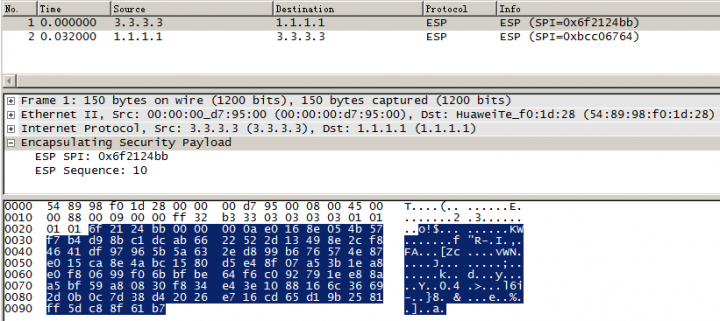 No. Time Source Destination Protocol Info
1 0.000000 3.3.3.3 1.1.1.1 ESP ESP (SPI=0x6f2124bb)
2 0.032000 1.1.1.1 3.3.3.3 ESP ESP (SPI=0xbcc06764)
Frame 1: 150 bytes on wire (1200 bits), 150 bytes captured (1200 bits)
Ethernet II, Src: 00:00:00_d7:95:00 (00:00:00:d7:95:00), Dst: HuaweiTe_f0:1d:28 (54:89:98:f0:1d:28)
Internet Protocol, Src: 3.3.3.3 (3.3.3.3), Dst: 1.1.1.1 (1.1.1.1)
Encapsulating Security Payload
ESP SPI: 0x6f2124bb
ESP Sequence: 10
0000 54 89 98 f0 1d 28 00 00 00 d7 95 00 08 00 45 00 T....(.. ......E.
0010 00 88 00 09 00 00 ff 32 b3 33 03 03 03 03 01 01 .......2 .3......
0020 01 01 6f 21 24 bb 00 00 00 0a e0 16 8e 05 4b 57 ..o!$... ......KW
0030 f7 b4 d9 8b c1 dc ab 66 22 52 2d 13 49 8e 2c f8 .......f "R-.I.,.
0040 46 41 df 97 96 5b 5a 63 2e d8 99 b6 76 57 4e 87 FA...[Zc ....vWN.
0050 e0 15 ca 8e 4a bc 15 80 d5 e4 8f 07 a5 3b 1e a8 ....J... .....;..
0060 e0 f8 06 99 f0 6b bf be 64 f6 c0 92 79 1e e8 8a .....k.. d...y...
0070 a5 bf 59 a8 08 30 f8 34 e4 3e 10 88 16 6c 36 69 ..Y..0.4 .>...l6i
0080 2d 0b 0c 7d 38 d4 20 26 e7 16 cd 65 d1 9b 25 81 -..}8. & ...e..%.
0090 ff 5d c8 8f 61 b7 .]..a.